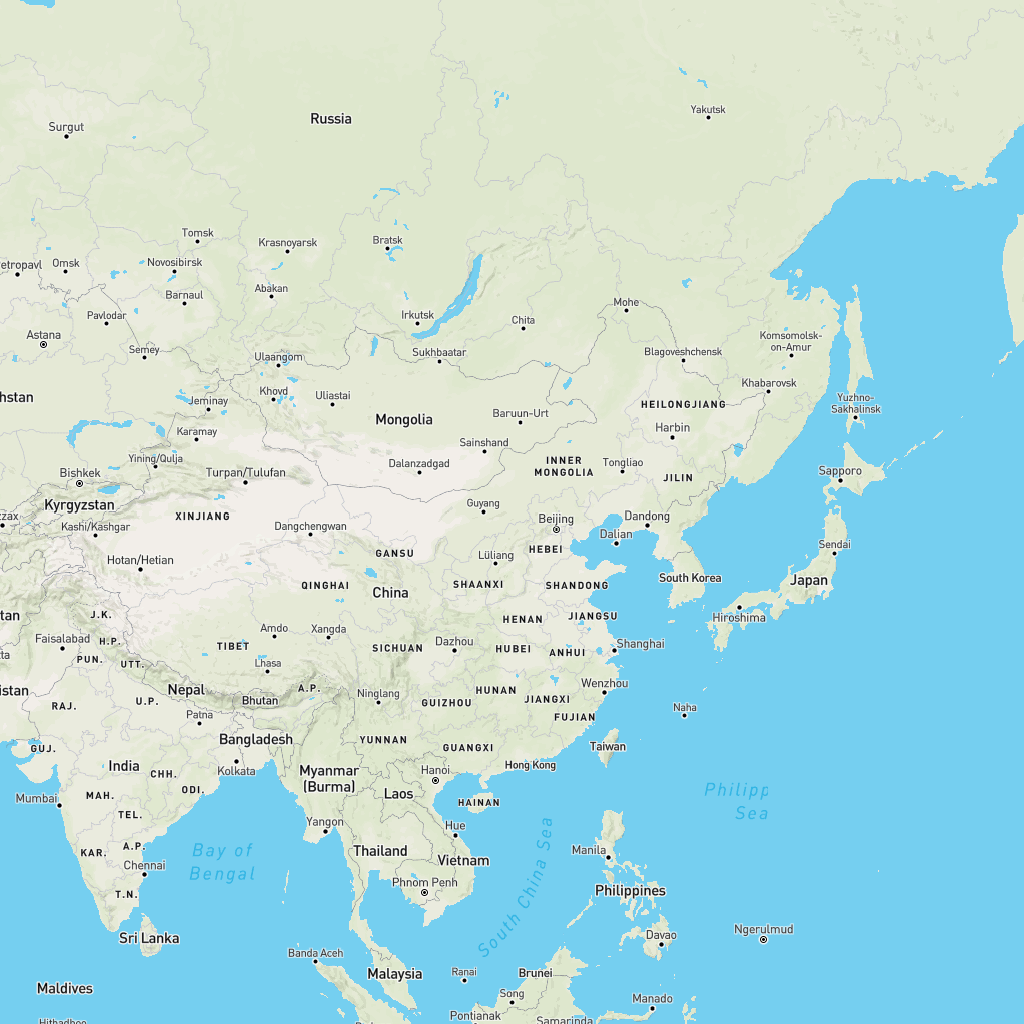 Yakutsk
Russia
Surgut
Tomsk
Krasnoyarsk
Bratsk
etropavl
Omsk
Novosibirsk
Abakan
Barnaul
Mohe
Pavlodar
Irkutsk
Chita
Astana
Semey
Ulaangom
Sukhbaatar
Blagoveshchensk
Komsomolsk-
on-Amur
Khabarovsk
hstan
Jeminay
Khovd
Uliastai
Mongolia
Baruun-Urt
HEILONGJIANG
Yuzhno-
Sakhalinsk
Karamay
Harbin
Sainshand
Yining/Qulja
Bishkek
Turpan/Tulufan
Dalanzadgad
INNER
MONGOLIA
Tongliao
JILIN
Sapporo
Kyrgyzstan
XINJIANG
Guyang
zzax
Kashi/Kashgar
Dangchengwan
Beijing
Dandong
Dalian
Hotan/Hetian
GANSU
Lüliang
HEBEI
Sendai
QINGHAI
China
SHAANXI
SHANDONG
South Korea
Japan
tan
J.K.
HENAN
JIANGSU
Hiroshima
Faisalabad
H.P.
Amdo
Xangda
Dazhou
Shanghai
TIBET
SICHUAN
HUBEI
ANHUI
ta
PUN.
UTT.
Lhasa
istan
Nepal
A.P.
Ninglang
HUNAN
Wenzhou
RAJ.
U.P.
Bhutan
GUIZHOU
JIANGXI
Naha
Patna
FUJIAN
GUJ.
Bangladesh
YUNNAN
GUANGXI
Taiwan
India
CHH.
Kolkata
Myanmar
(Burma)
Hanoi
Hong Kong
ODI.
Mumbai
MAH.
Laos
HAINAN
Philipp
Sea
TEL.
Yangon
Hue
KAR.
A.P.
Bay of
Bengal
Thailand
Vietnam
South China Sea
Manila
Chennai
T.N.
Phnom Penh
Philippines
Sri Lanka
Davao
Ngerulmud
Banda Aceh
Malaysia
Ranai
Brunei
Maldives
Song
Manado
Pontianak
Samarinda
Hithadhoo